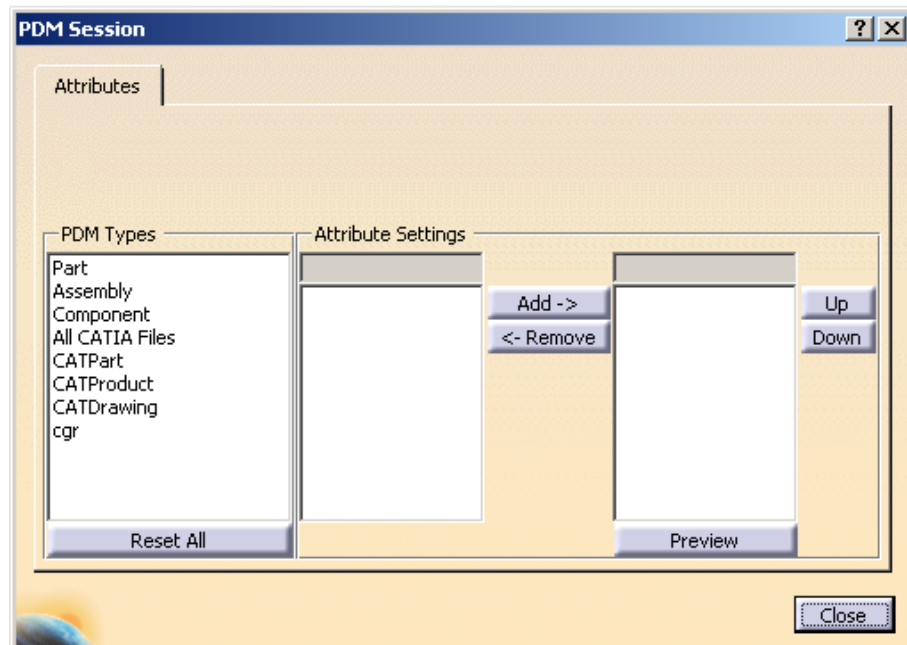 PDM Session
Attributes
PDM Types
Attribute Settings
Part
Assembly
Component
All CATIA Files
CATPart
CATProduct
CATDrawing
cgr
Add ->
<- Remove
Up
Down
Reset All
Preview
Close